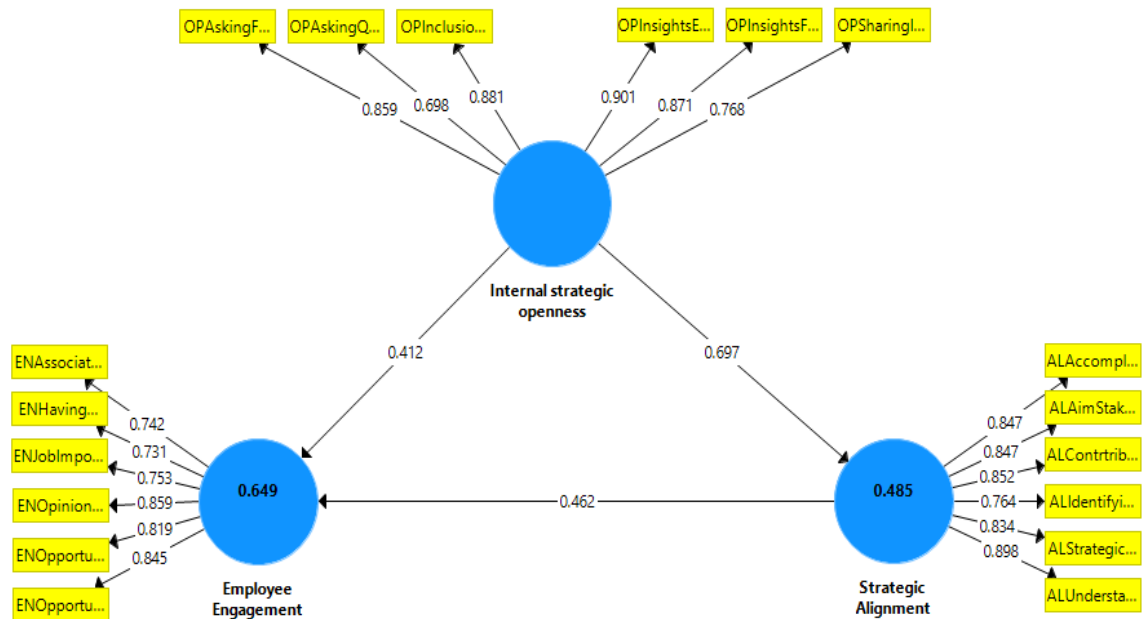 OPAskingF...
OPAskingQ...
OPInclusio...
OPInsightsE...
OPInsightsF...
OPSharingI...
0.859
0.698
0.881
0.901
0.871
0.768
Internal strategic
openness
0.412
0.697
ENAssociat...
ENHaving...
ENJobImpo...
ENOpinion...
ENOpportu...
ENOpportu...
0.742
0.731
0.753
0.859
0.819
0.845
0.649
Employee
Engagement
0.462
0.485
Strategic
Alignment
0.847
0.847
0.852
0.764
0.834
0.898
ALAccompl...
ALAimStak...
ALContrtrib...
ALIdentifyi...
ALStrategic...
ALUndersta...